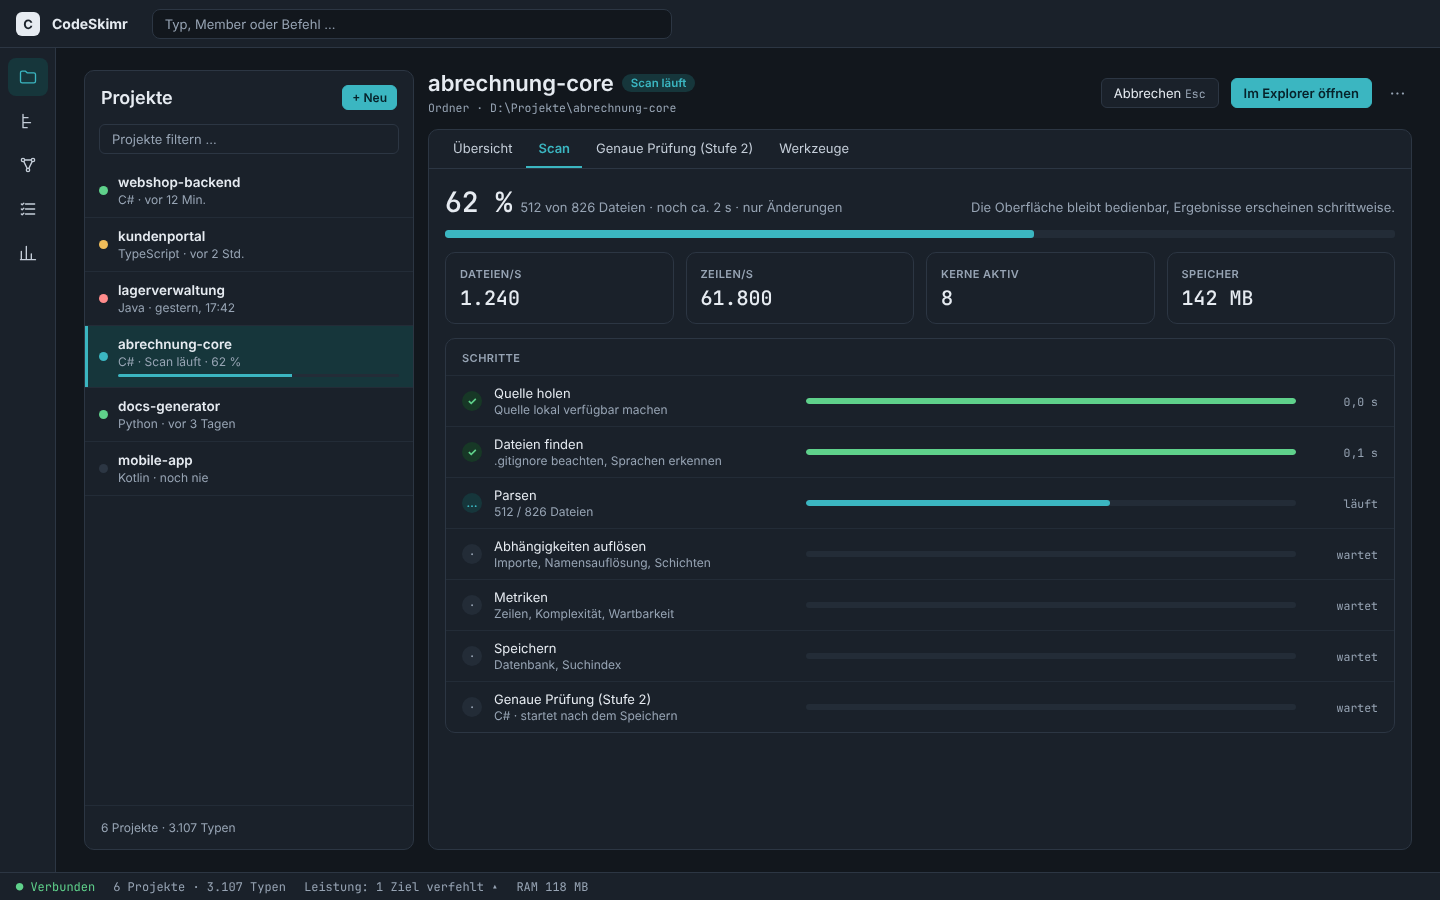 C CodeSkimr
Typ, Member oder Befehl ...
Projekte
+ Neu
Projekte filtern ...
webshop-backend
C# · vor 12 Min.
kundenportal
TypeScript · vor 2 Std.
lagerverwaltung
Java · gestern, 17:42
abrechnung-core
C# · Scan läuft · 62 %
docs-generator
Python · vor 3 Tagen
mobile-app
Kotlin · noch nie
6 Projekte · 3.107 Typen
abrechnung-core Scan läuft
Ordner · D:\Projekte\abrechnung-core
Abbrechen Esc
Im Explorer öffnen
···
Übersicht Scan Genaue Prüfung (Stufe 2) Werkzeuge
62 % 512 von 826 Dateien · noch ca. 2 s · nur Änderungen
Die Oberfläche bleibt bedienbar, Ergebnisse erscheinen schrittweise.
DATEIEN/S
1.240
ZEILEN/S
61.800
KERNE AKTIV
8
SPEICHER
142 MB
SCHRITTE
Quelle holen
Quelle lokal verfügbar machen
0,0 s
Dateien finden
.gitignore beachten, Sprachen erkennen
0,1 s
Parsen
512 / 826 Dateien
läuft
Abhängigkeiten auflösen
Importe, Namensauflösung, Schichten
wartet
Metriken
Zeilen, Komplexität, Wartbarkeit
wartet
Speichern
Datenbank, Suchindex
wartet
Genaue Prüfung (Stufe 2)
C# · startet nach dem Speichern
wartet
Verbunden 6 Projekte · 3.107 Typen Leistung: 1 Ziel verfehlt ▴ RAM 118 MB